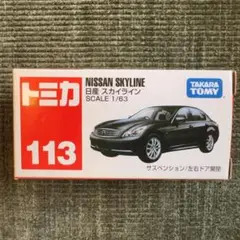 トミカ
113
NISSAN SKYLINE
日産 スカイライン
SCALE 1/63
TAKARA
TOMY
サスペンション/左右ドア開閉